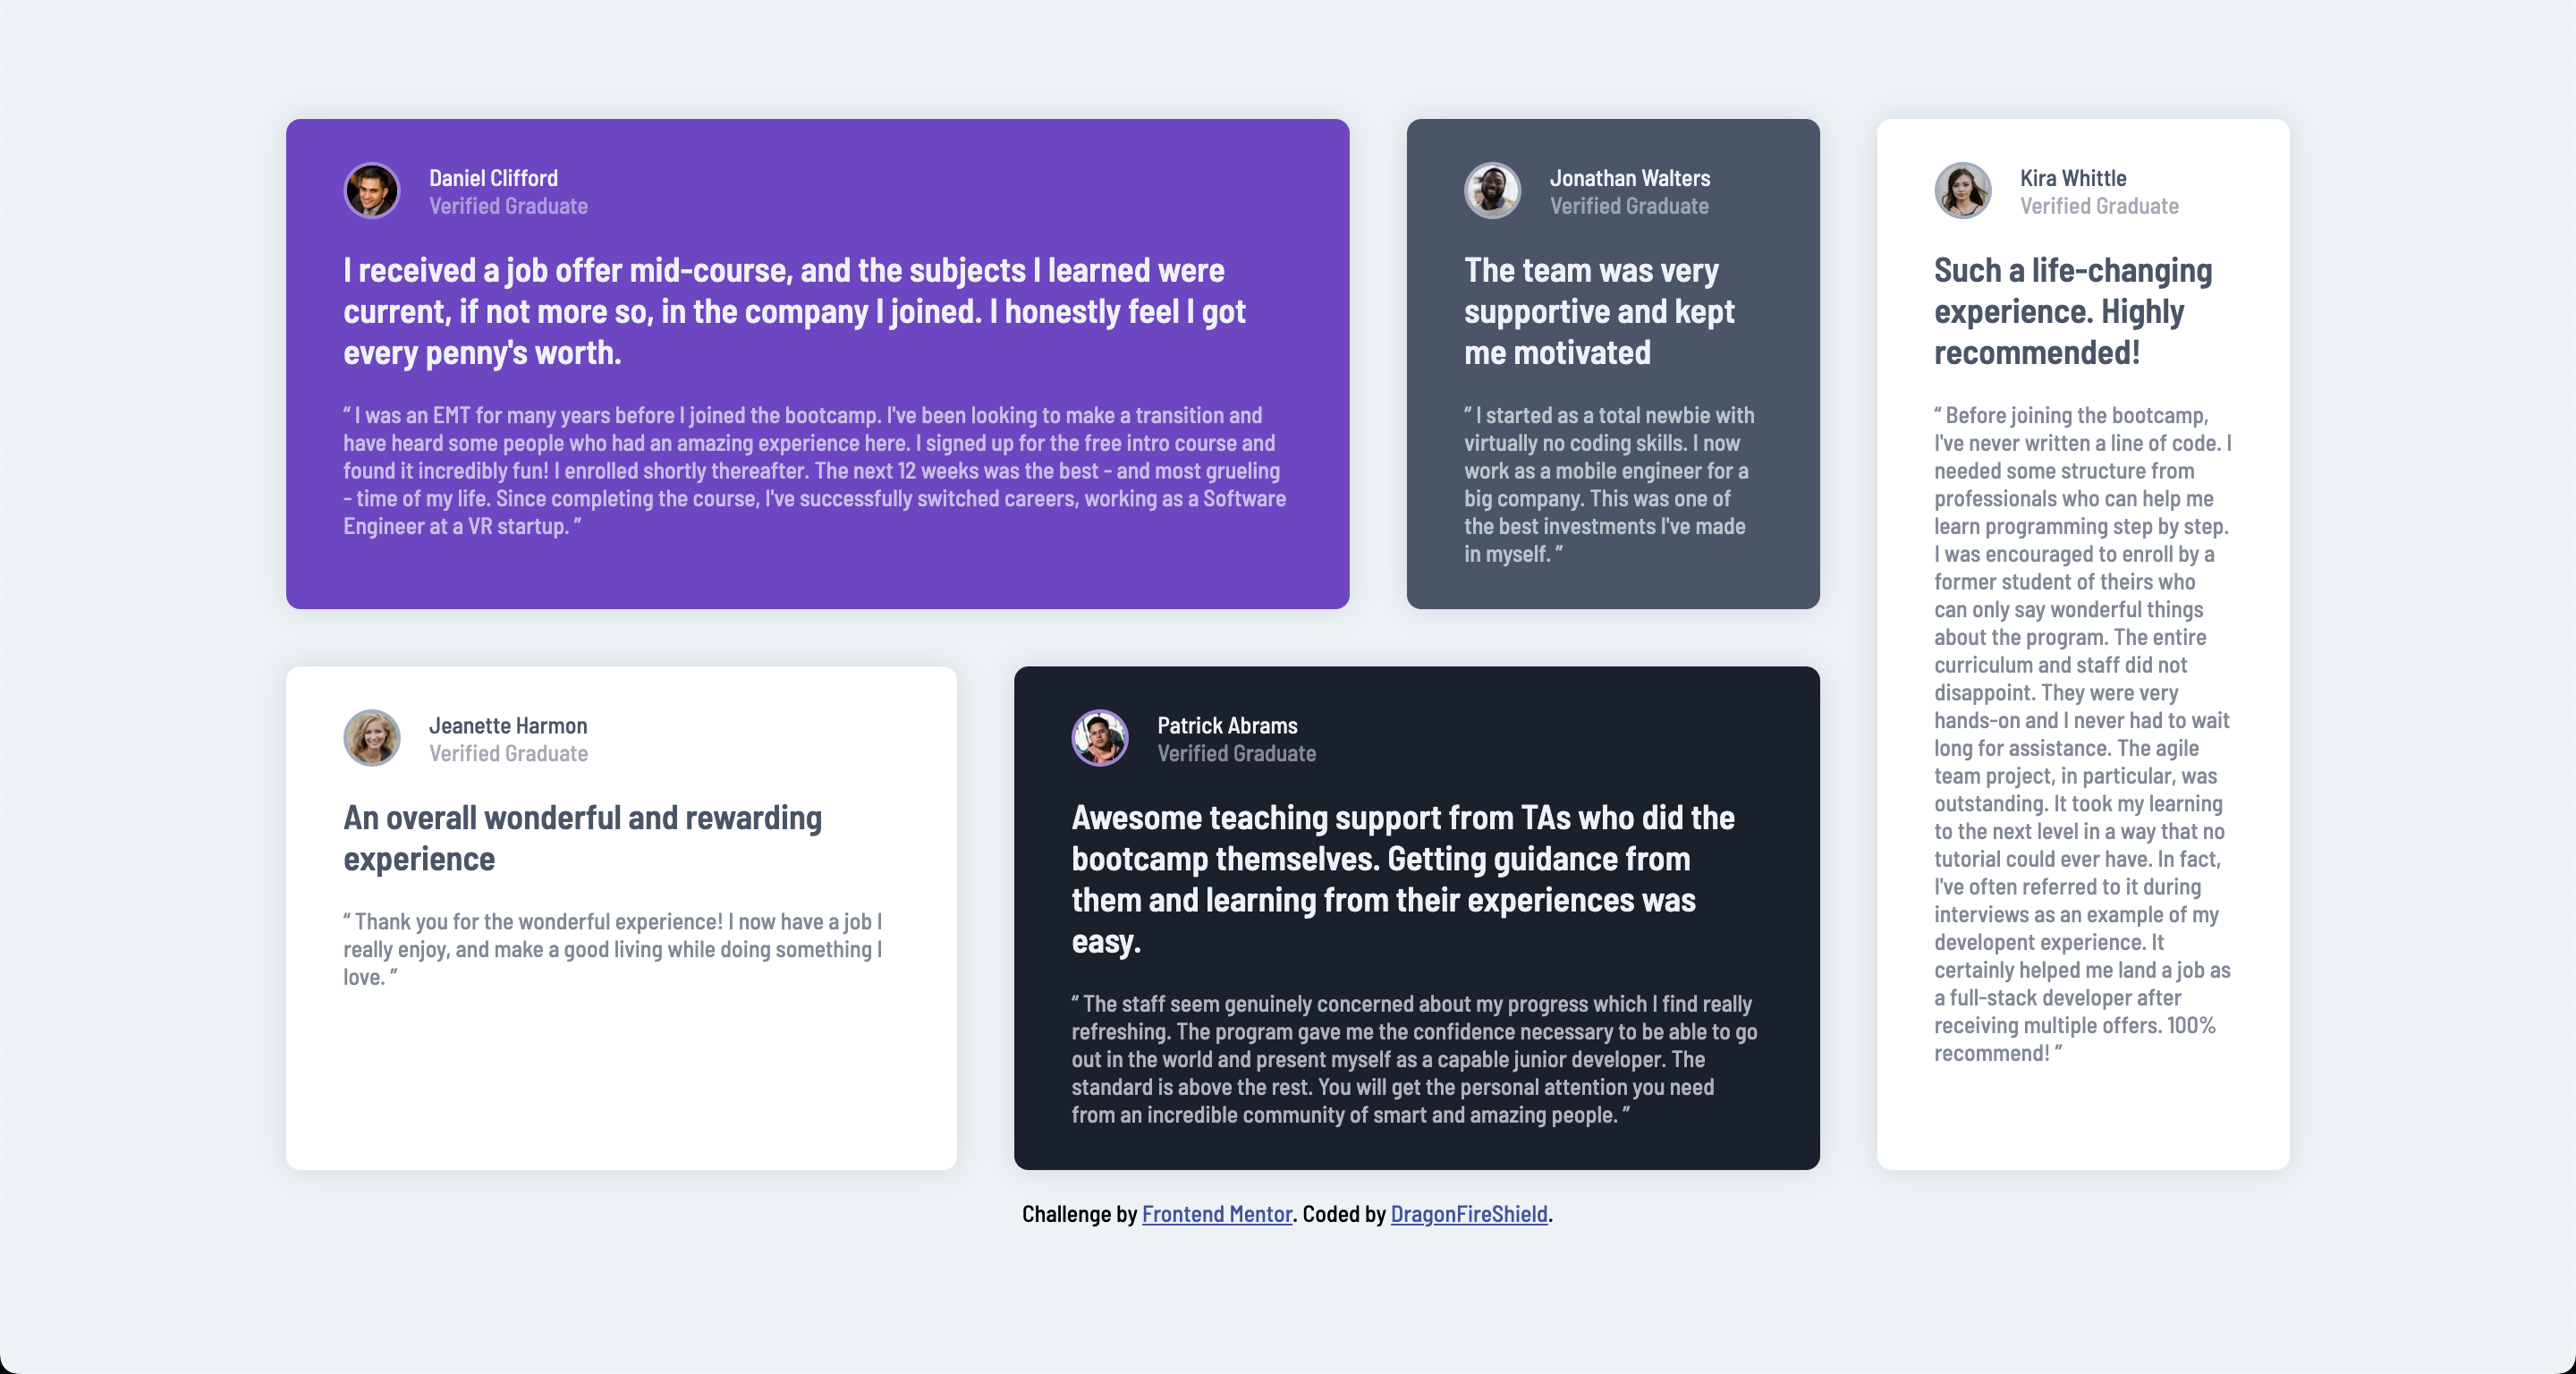 Daniel Clifford
Verified Graduate
I received a job offer mid-course, and the subjects I learned were
current, if not more so, in the company I joined. I honestly feel I got
every penny's worth.
“ I was an EMT for many years before I joined the bootcamp. I've been looking to make a transition and
have heard some people who had an amazing experience here. I signed up for the free intro course and
found it incredibly fun! I enrolled shortly thereafter. The next 12 weeks was the best - and most grueling
- time of my life. Since completing the course, I've successfully switched careers, working as a Software
Engineer at a VR startup. ”
Jonathan Walters
Verified Graduate
The team was very
supportive and kept
me motivated
“ I started as a total newbie with
virtually no coding skills. I now
work as a mobile engineer for a
big company. This was one of
the best investments I've made
in myself. ”
Kira Whittle
Verified Graduate
Such a life-changing
experience. Highly
recommended!
“ Before joining the bootcamp,
I've never written a line of code. I
needed some structure from
professionals who can help me
learn programming step by step.
I was encouraged to enroll by a
former student of theirs who
can only say wonderful things
about the program. The entire
curriculum and staff did not
disappoint. They were very
hands-on and I never had to wait
long for assistance. The agile
team project, in particular, was
outstanding. It took my learning
to the next level in a way that no
tutorial could ever have. In fact,
I've often referred to it during
interviews as an example of my
developent experience. It
certainly helped me land a job as
a full-stack developer after
receiving multiple offers. 100%
recommend! ”
Jeanette Harmon
Verified Graduate
An overall wonderful and rewarding
experience
“ Thank you for the wonderful experience! I now have a job I
really enjoy, and make a good living while doing something I
love. ”
Patrick Abrams
Verified Graduate
Awesome teaching support from TAs who did the
bootcamp themselves. Getting guidance from
them and learning from their experiences was
easy.
“ The staff seem genuinely concerned about my progress which I find really
refreshing. The program gave me the confidence necessary to be able to go
out in the world and present myself as a capable junior developer. The
standard is above the rest. You will get the personal attention you need
from an incredible community of smart and amazing people. ”
Challenge by Frontend Mentor. Coded by DragonFireShield.